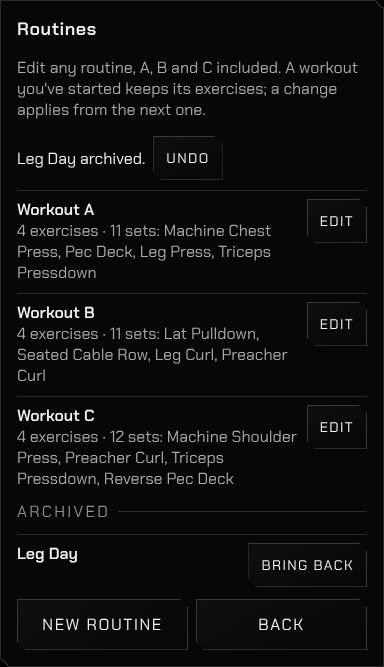 Routines
Edit any routine, A, B and C included. A workout
you've started keeps its exercises; a change
applies from the next one.
Leg Day archived. UNDO
Workout A
EDIT
4 exercises · 11 sets: Machine Chest
Press, Pec Deck, Leg Press, Triceps
Pressdown
Workout B
EDIT
4 exercises · 11 sets: Lat Pulldown,
Seated Cable Row, Leg Curl, Preacher
Curl
Workout C
EDIT
4 exercises · 12 sets: Machine Shoulder
Press, Preacher Curl, Triceps
Pressdown, Reverse Pec Deck
ARCHIVED
Leg Day
BRING BACK
NEW ROUTINE BACK